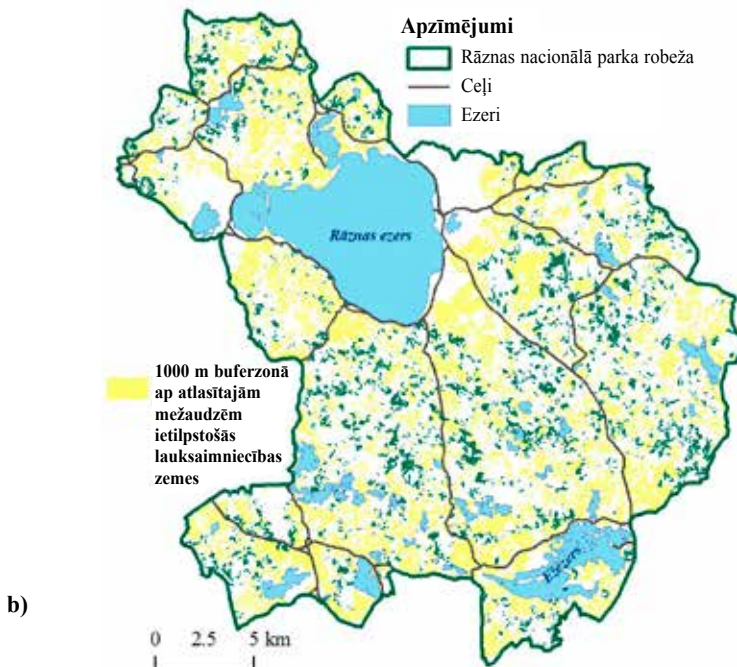 Apzīmējumi
Rāznas nacionālā parka robeža
Ceļi
Ezeri
Rāznas ezers
1000 m buferzonā
ap atlasītajām
mežaudzēm
ietilpstošās
lauksaimniecības
zemes
Ežezers
b)
0 2.5 5 km